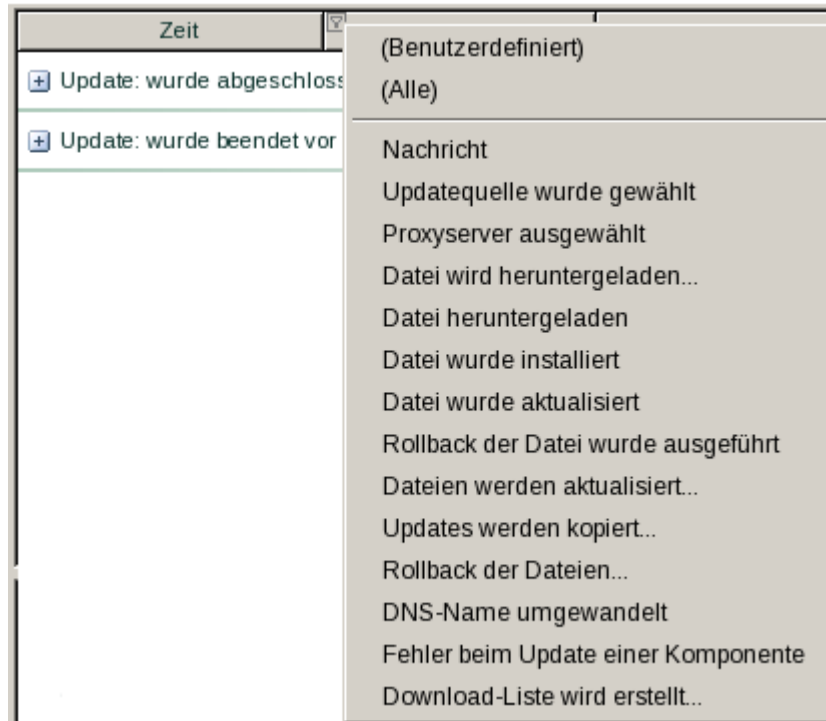 Zeit
Update: wurde abgeschloss
Update: wurde beendet vor
(Benutzerdefiniert)
(Alle)
Nachricht
Updatequelle wurde gewählt
Proxyserver ausgewählt
Datei wird heruntergeladen...
Datei heruntergeladen
Datei wurde installiert
Datei wurde aktualisiert
Rollback der Datei wurde ausgeführt
Dateien werden aktualisiert...
Updates werden kopiert...
Rollback der Dateien...
DNS-Name umgewandelt
Fehler beim Update einer Komponente
Download-Liste wird erstellt...